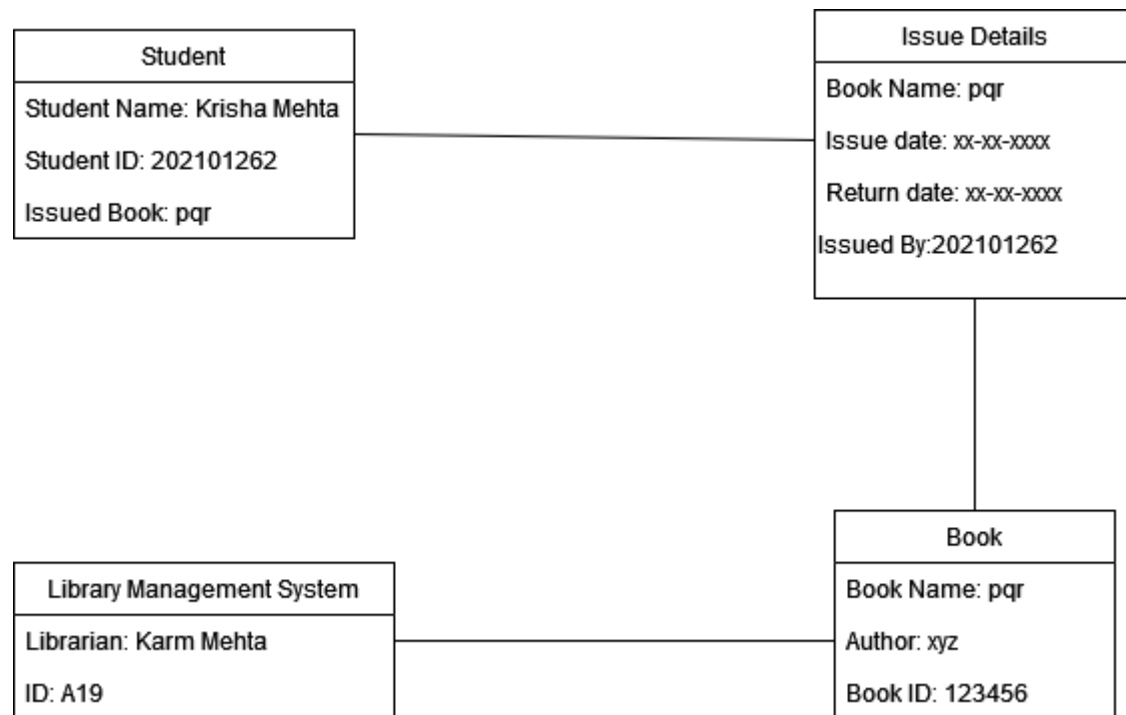 Student
Student Name: Krisha Mehta
Student ID: 202101262
Issued Book: pqr
Issue Details
Book Name: pqr
Issue date: xx-xx-xxxx
Return date: xx-xx-xxxx
Issued By:202101262
Library Management System
Librarian: Karm Mehta
ID: A19
Book
Book Name: pqr
Author: xyz
Book ID: 123456